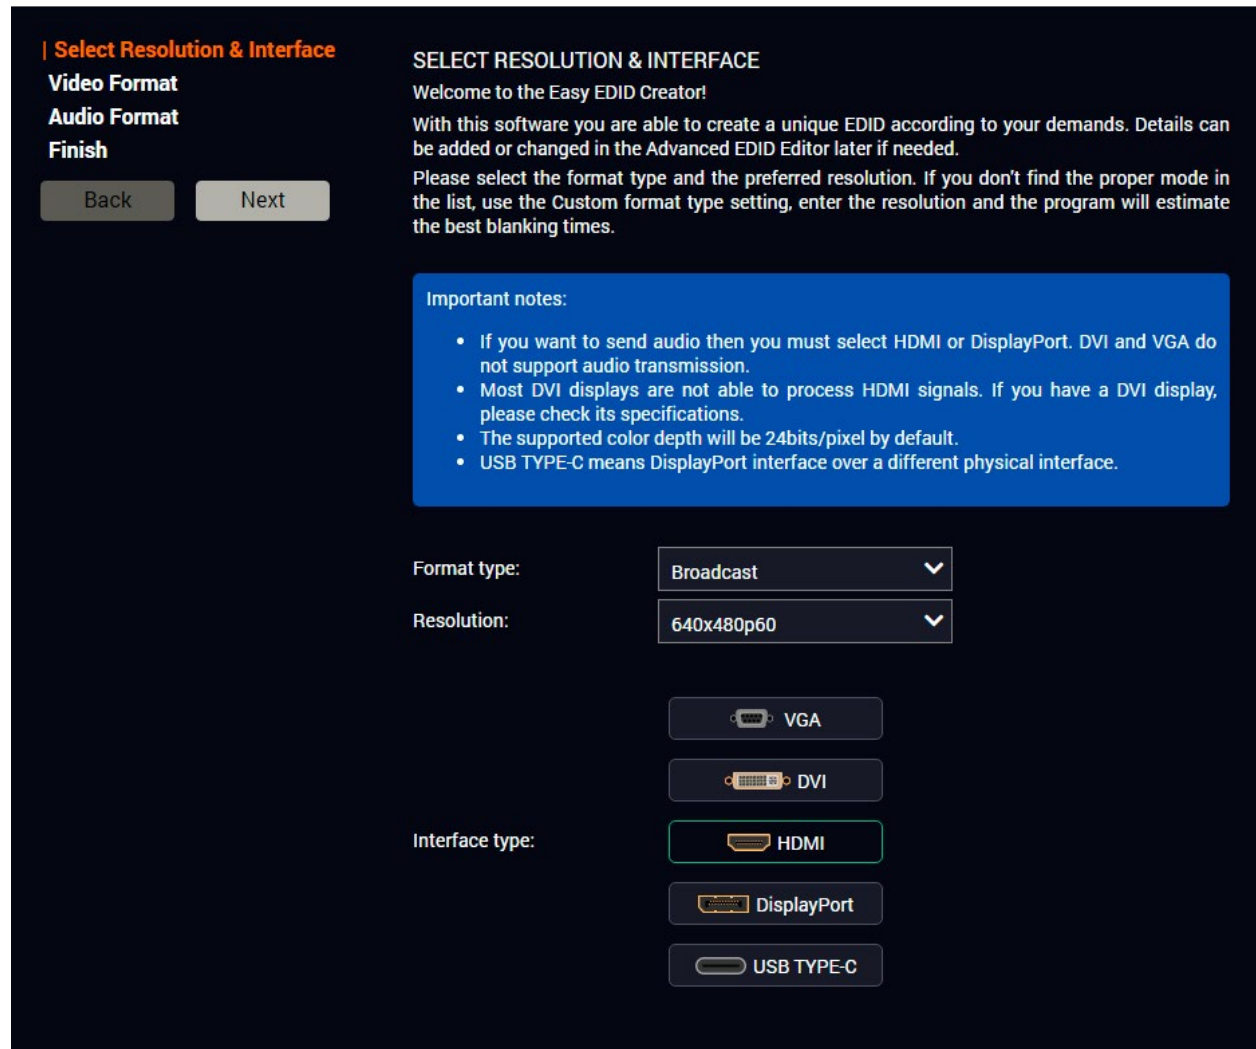 | Select Resolution & Interface
Video Format
Audio Format
Finish
Back Next
SELECT RESOLUTION & INTERFACE
Welcome to the Easy EDID Creator!
With this software you are able to create a unique EDID according to your demands. Details can
be added or changed in the Advanced EDID Editor later if needed.
Please select the format type and the preferred resolution. If you don't find the proper mode in
the list, use the Custom format type setting, enter the resolution and the program will estimate
the best blanking times.
Important notes:
• If you want to send audio then you must select HDMI or DisplayPort. DVI and VGA do
not support audio transmission.
• Most DVI displays are not able to process HDMI signals. If you have a DVI display,
please check its specifications.
• The supported color depth will be 24bits/pixel by default.
• USB TYPE-C means DisplayPort interface over a different physical interface.
Format type: Broadcast
Resolution: 640x480p60
VGA
DVI
Interface type: HDMI
DisplayPort
USB TYPE-C